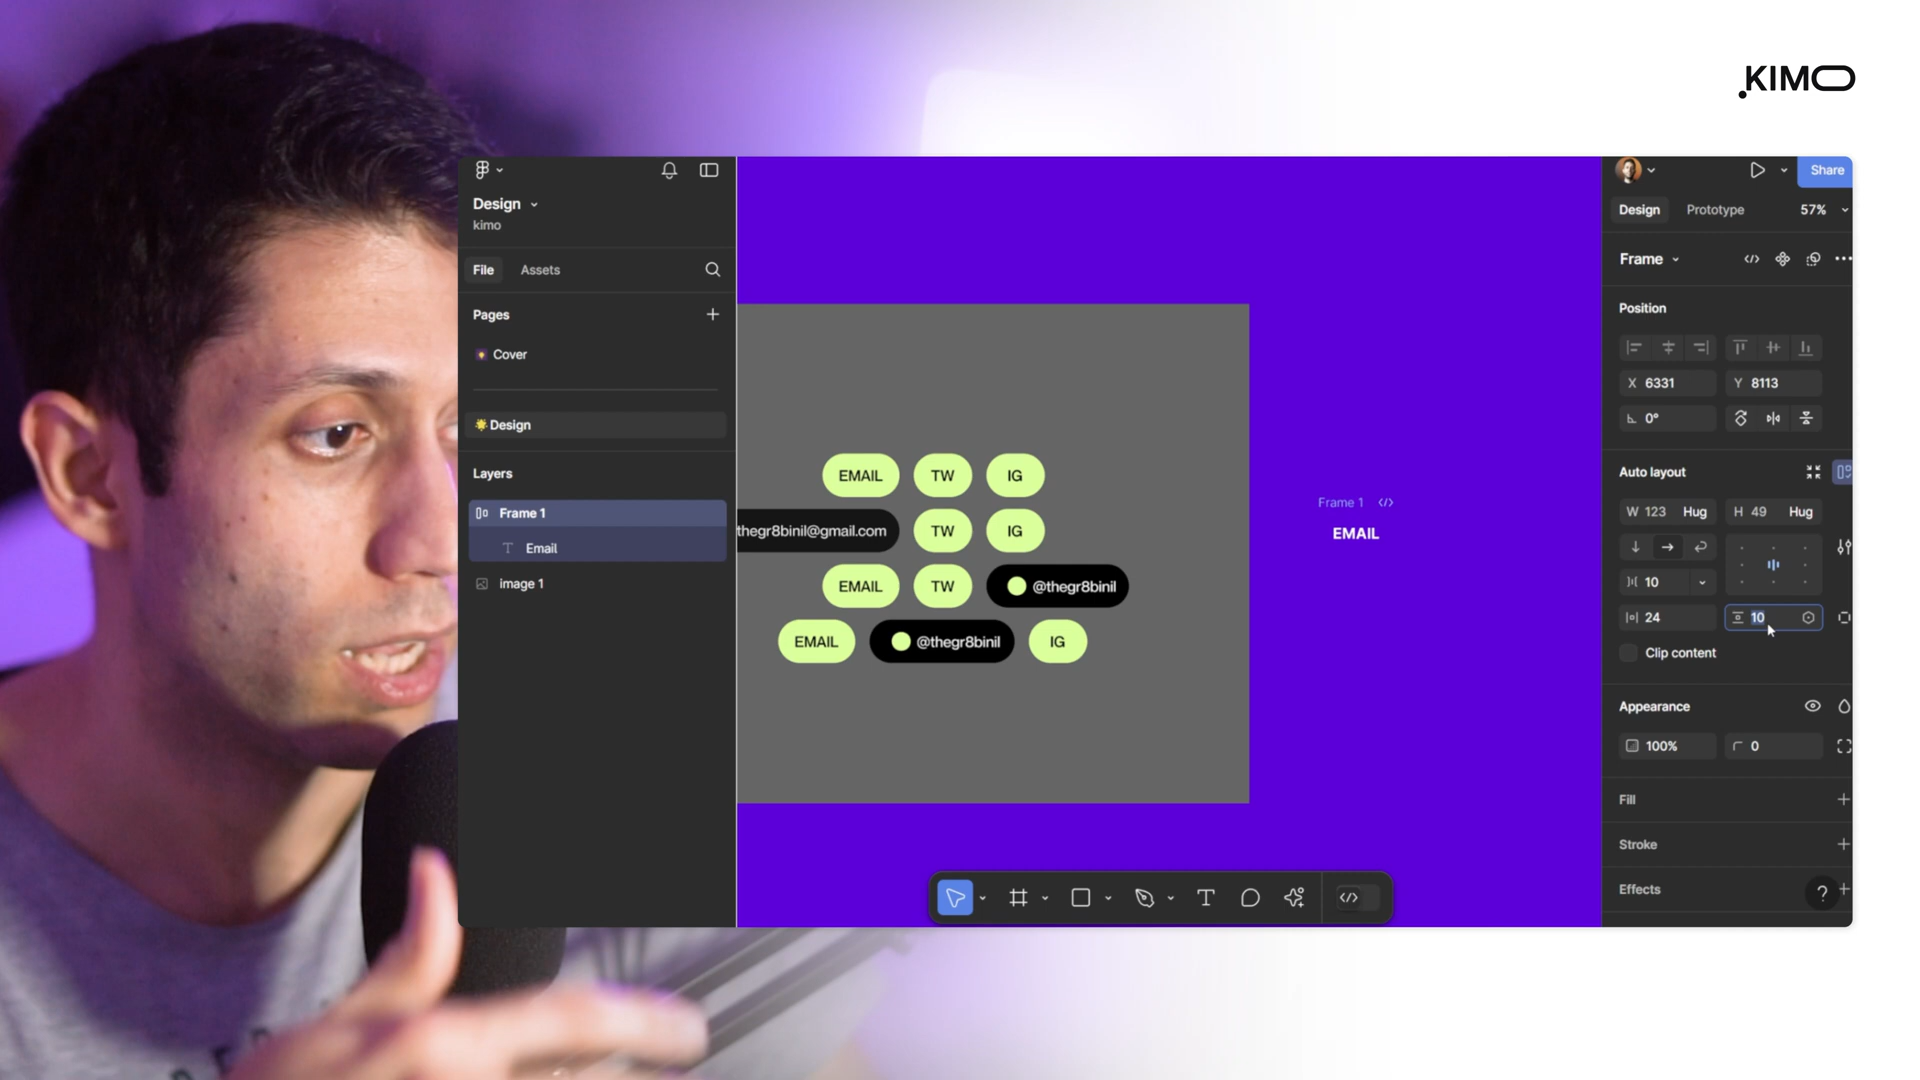 .KIMO
Share
Design
kimo
Design
Prototype
57%
File
Assets
Frame
Pages
Position
Cover
X 6331
Y 8113
Design
0°
Layers
EMAIL
TW
IG
Auto layout
Frame 1
Frame 1
W 123 Hug
H 49 Hug
thegr8binil@gmail.com
TW
IG
EMAIL
Email
image 1
EMAIL
TW
@thegr8binil
10
24
10
EMAIL
@thegr8binil
IG
Clip content
Appearance
100%
0
Fill
Stroke
Effects
?